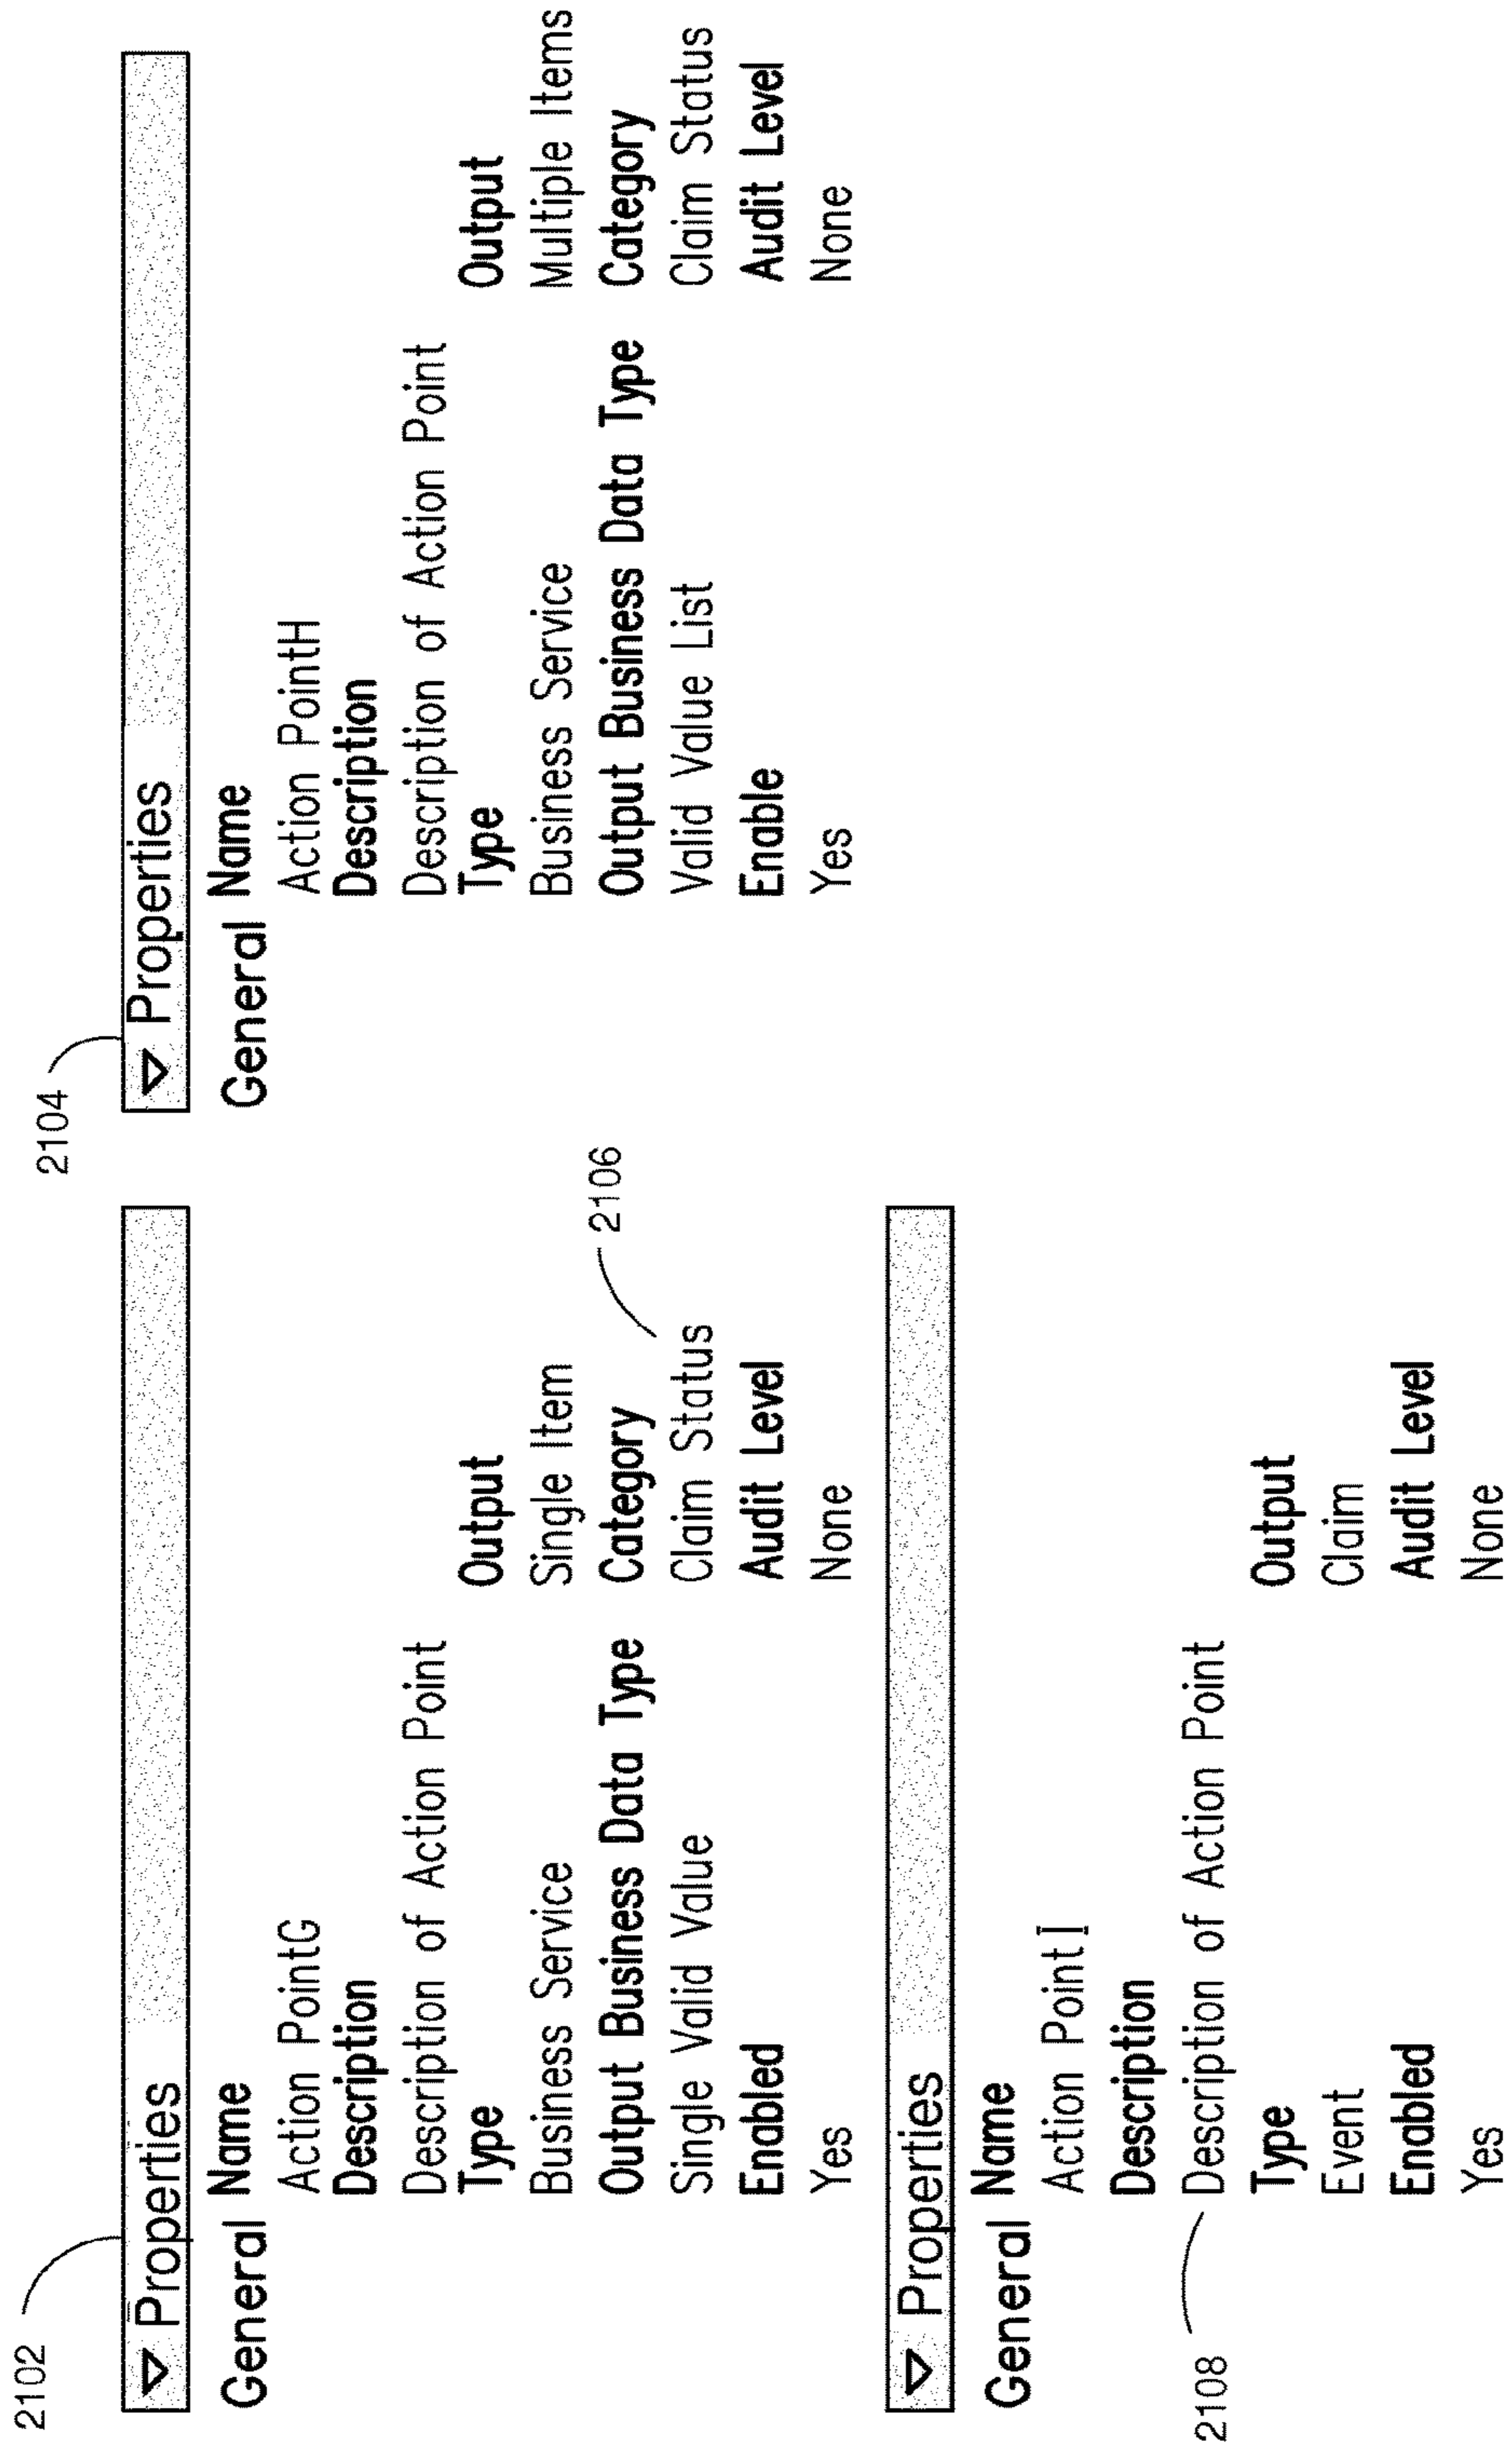 2102
▽ Properties
General Name
Action PointG
Description
Description of Action Point
Type Output
Business Service Single Item
Output Business Data Type Category
Single Valid Value Claim Status
2106
Enabled Audit Level
Yes None
2104
▽ Properties
General Name
Action PointH
Description
Description of Action Point
Type Output
Business Service Multiple Items
Output Business Data Type Category
Valid Value List Claim Status
Enable Audit Level
Yes None
▽ Properties
General Name
Action PointI
Description
2108 Description of Action Point
Type Output
Event Claim
Enabled Audit Level
Yes None